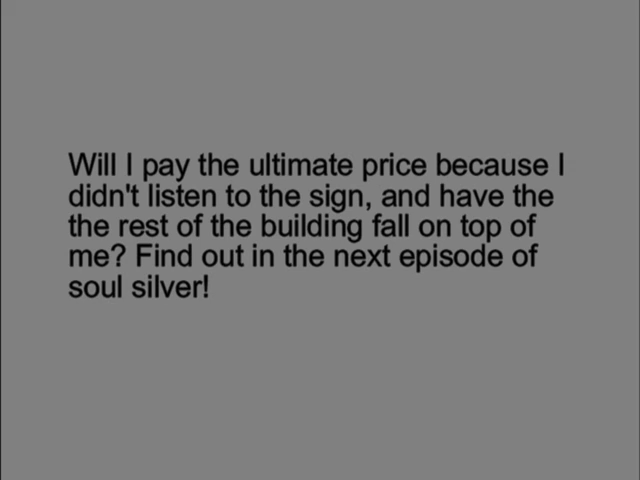 Will I pay the ultimate price because I
didn't listen to the sign, and have the
the rest of the building fall on top of
me? Find out in the next episode of
soul silver!